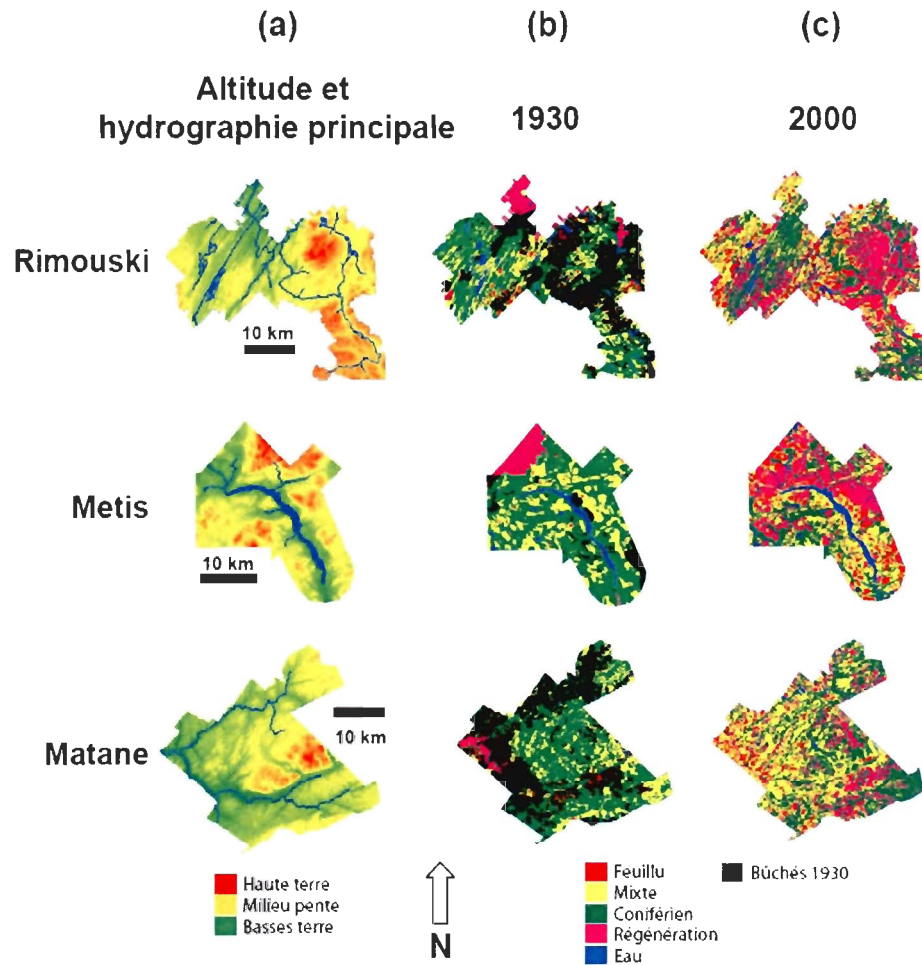 (a)
(b)
(c)
Altitude et
hydrographie principale
1930
2000
Rimouski
10 km
Metis
10 km
Matane
10 km
Haute terre
Milieu pente
Basses terre
N
Feuillu
Mixte
Coniférien
Régénération
Eau
Bûchés 1930